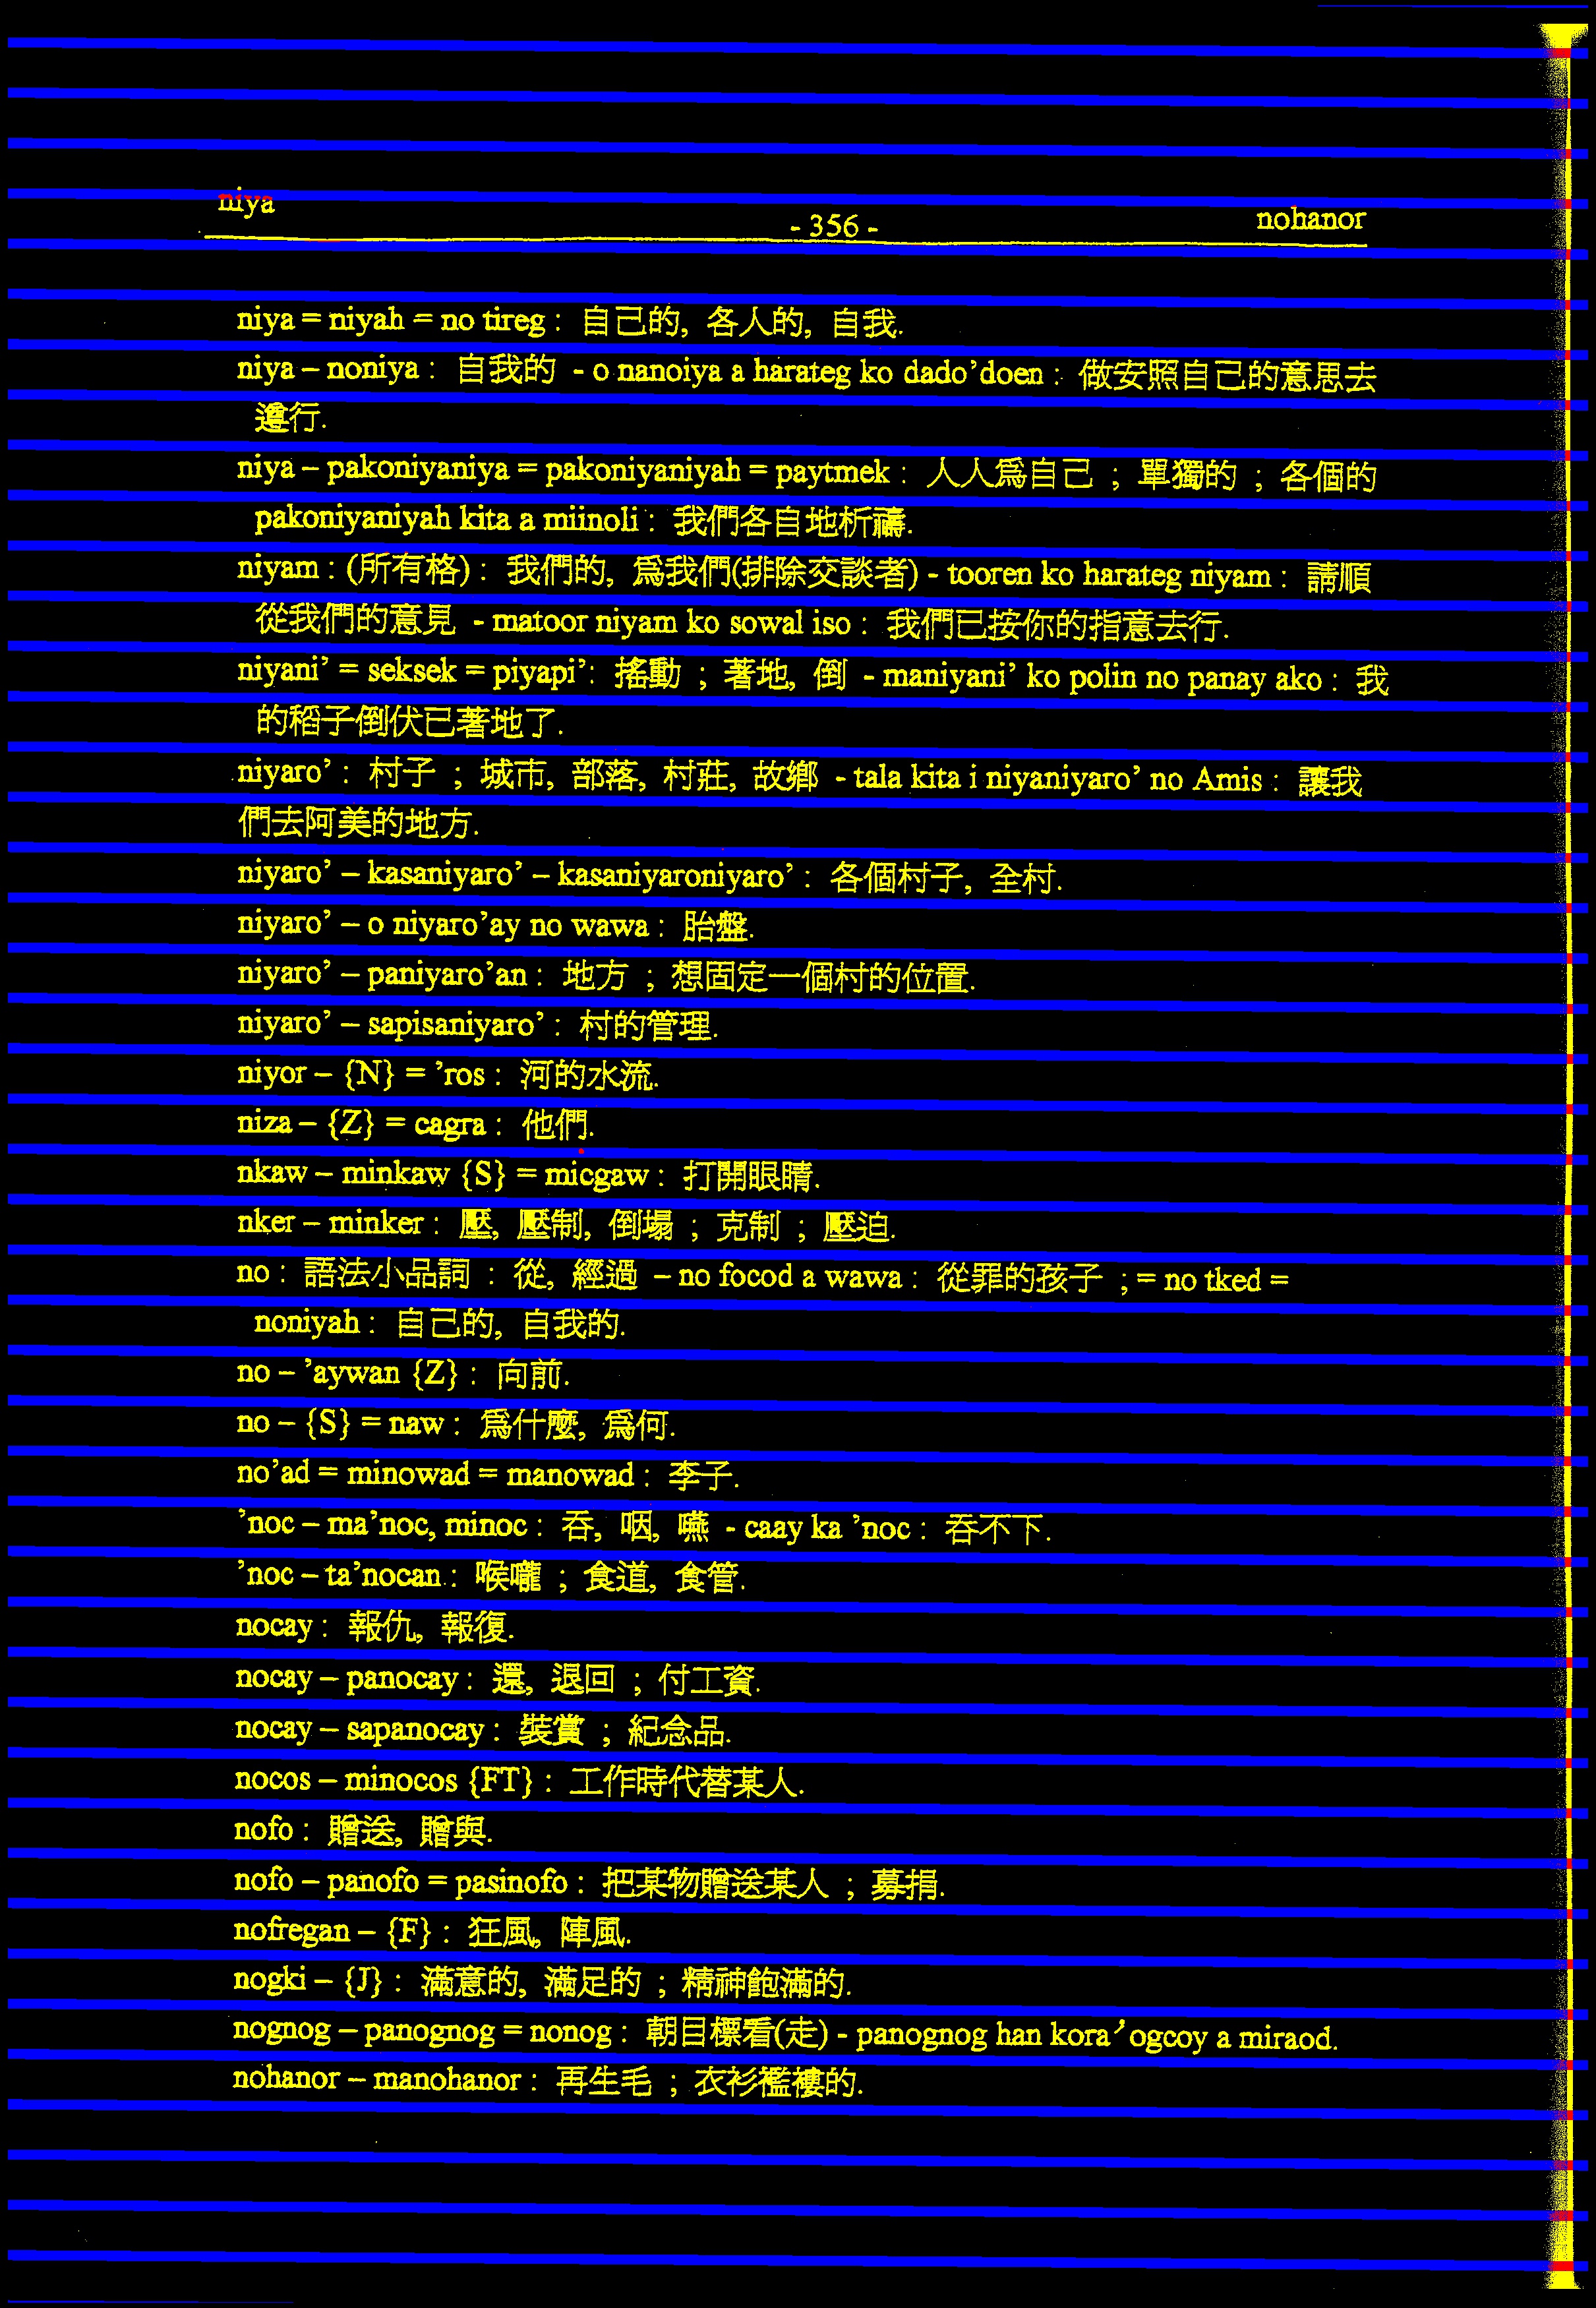 niya
- 356 -
nohanor
niya = niyah = no tireg : 自己的, 各人的, 自我.
niya – noniya : 自我的 - o nanoiya a harateg ko dado’doen : 做安照自己的意思去
遵行.
niya – pakoniyaniya = pakoniyaniyah = paytmek : 人人爲自己 ; 單獨的 ; 各個的
pakoniyaniyah kita a miinoli : 我們各自地析禱.
niyam : (所有格) : 我們的, 爲我們(排除交談者) - tooren ko harateg niyam : 請順
從我們的意見 - matoor niyam ko sowal iso : 我們已按你的指意去行.
niyani’ = seksek = piyapi’: 搖動 ; 著地, 倒 - maniyani’ ko polin no panay ako : 我
的稻子倒伏已著地了.
niyaro’ : 村子 ; 城市, 部落, 村莊, 故鄉 - tala kita i niyaniyaro’ no Amis : 讓我
們去阿美的地方.
niyaro’ – kasaniyaro’ – kasaniyaroniyaro’ : 各個村子, 全村.
niyaro’ – o niyaro’ay no wawa : 胎盤.
niyaro’ – paniyaro’an : 地方 ; 想固定一個村的位置.
niyaro’ – sapisaniyaro’ : 村的管理.
niyor – {N} = ’ros : 河的水流.
niza – {Z} = cagra : 他們.
nkaw – minkaw {S} = micgaw : 打開眼睛.
nker – minker : 壓, 壓制, 倒塌 ; 克制 ; 壓迫.
no : 語法小品詞 : 從, 經過 – no focod a wawa : 從罪的孩子 ; = no tked =
noniyah : 自己的, 自我的.
no – ’aywan {Z} : 向前.
no – {S} = naw : 爲什麼, 爲何.
no’ad = minowad = manowad : 李子.
’noc – ma’noc, minoc : 吞, 咽, 嚥 - caay ka ’noc : 吞不下.
’noc – ta’nocan : 喉嚨 ; 食道, 食管.
nocay : 報仇, 報復.
nocay – panocay : 還, 退回 ; 付工資.
nocay – sapanocay : 裝賞 ; 紀念品.
nocos – minocos {FT} : 工作時代替某人.
nofo : 贈送, 贈與.
nofo – panofo = pasinofo : 把某物贈送某人 ; 募捐.
nofregan – {F} : 狂風, 陣風.
nogki – {J} : 滿意的, 滿足的 ; 精神飽滿的.
nognog – panognog = nonog : 朝目標看(走) - panognog han kora’ogcoy a miraod.
nohanor – manohanor : 再生毛 ; 衣衫襤褸的.